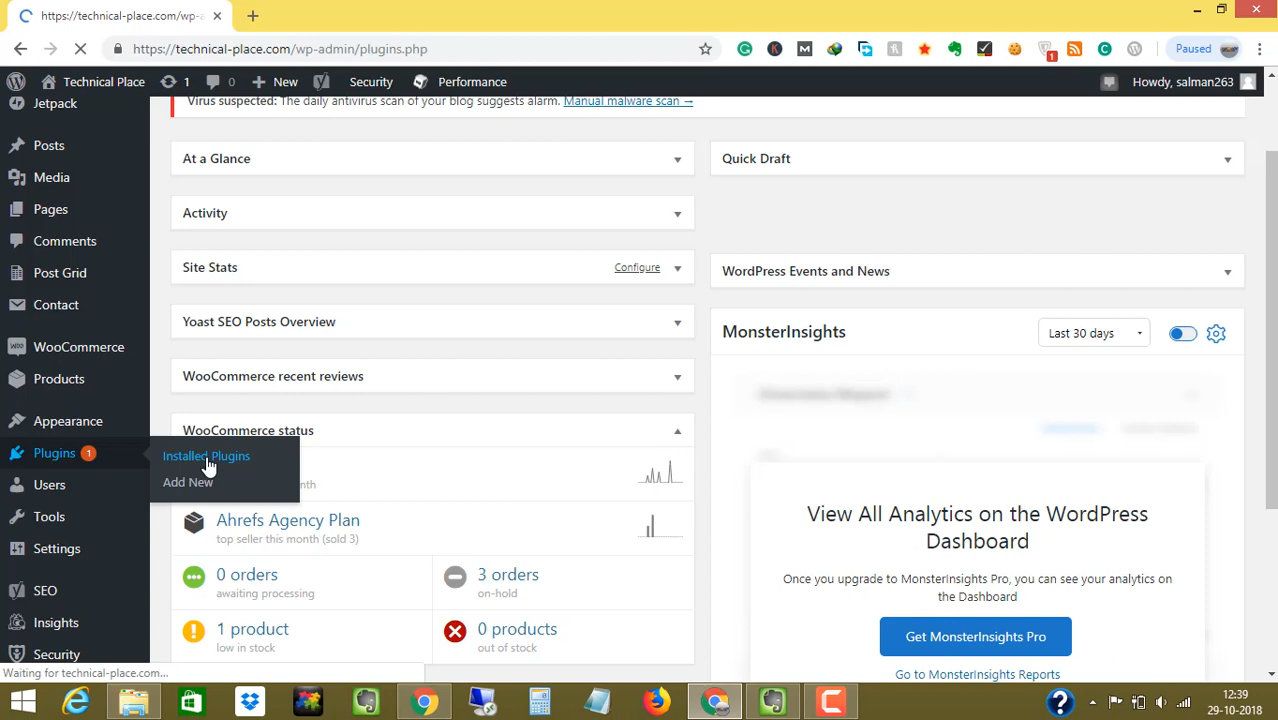 https://technical-place.com/wp-a
https://technical-place.com/wp-admin/plugins.php
1
Paused
Technical Place
1
0
New
Security
Performance
Howdy, salman263
Jetpack
Posts
Media
Pages
Comments
Post Grid
Contact
WooCommerce
Products
Appearance
Plugins 1
Users
Tools
Settings
SEO
Insights
Security
Installed Plugins
Add New
Virus suspected: The daily antivirus scan of your blog suggests alarm. Manual malware scan →
At a Glance
Activity
Site Stats
Configure
Yoast SEO Posts Overview
WooCommerce recent reviews
WooCommerce status
Ahrefs Agency Plan
top seller this month (sold 3)
0 orders
awaiting processing
3 orders
on-hold
1 product
low in stock
0 products
out of stock
Quick Draft
WordPress Events and News
MonsterInsights
Last 30 days
View All Analytics on the WordPress
Dashboard
Once you upgrade to MonsterInsights Pro, you can see your analytics on
the Dashboard
Get MonsterInsights Pro
Go to MonsterInsights Reports
Waiting for technical-place.com...
12:39
29-10-2018